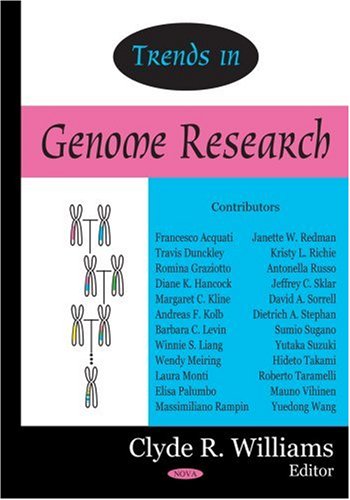 Trends in
Genome Research
Contributors
Francesco Acquati
Travis Dunckley
Romina Graziotto
Diane K. Hancock
Margaret C. Kline
Andreas F. Kolb
Barbara C. Levin
Winnie S. Liang
Wendy Meiring
Laura Monti
Elisa Palumbo
Massimiliano Rampin
Janette W. Redman
Kristy L. Richie
Antonella Russo
Jeffrey C. Sklar
David A. Sorrell
Dietrich A. Stephan
Sumio Sugano
Yutaka Suzuki
Hideto Takami
Roberto Taramelli
Mauno Vihinen
Yuedong Wang
Clyde R. Williams
Editor
NOVA